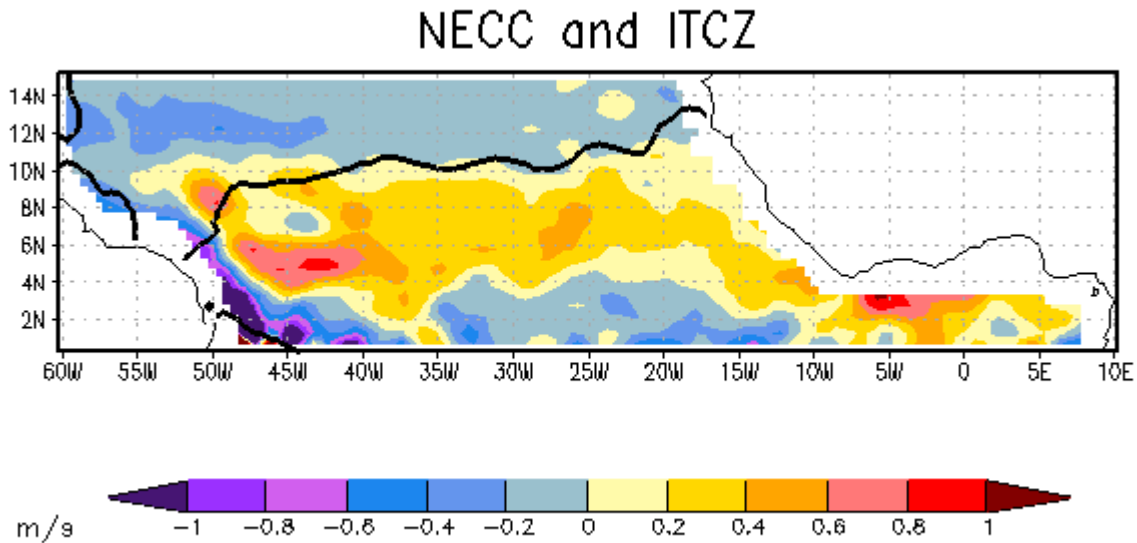 NECC and ITCZ
14N
12N
10N
8N
6N
4N
2N
60W 55W 50W 45W 40W 35W 30W 25W 20W 15W 10W 5W 0 5E 10E
m/s -1 -0.8 -0.6 -0.4 -0.2 0 0.2 0.4 0.6 0.8 1